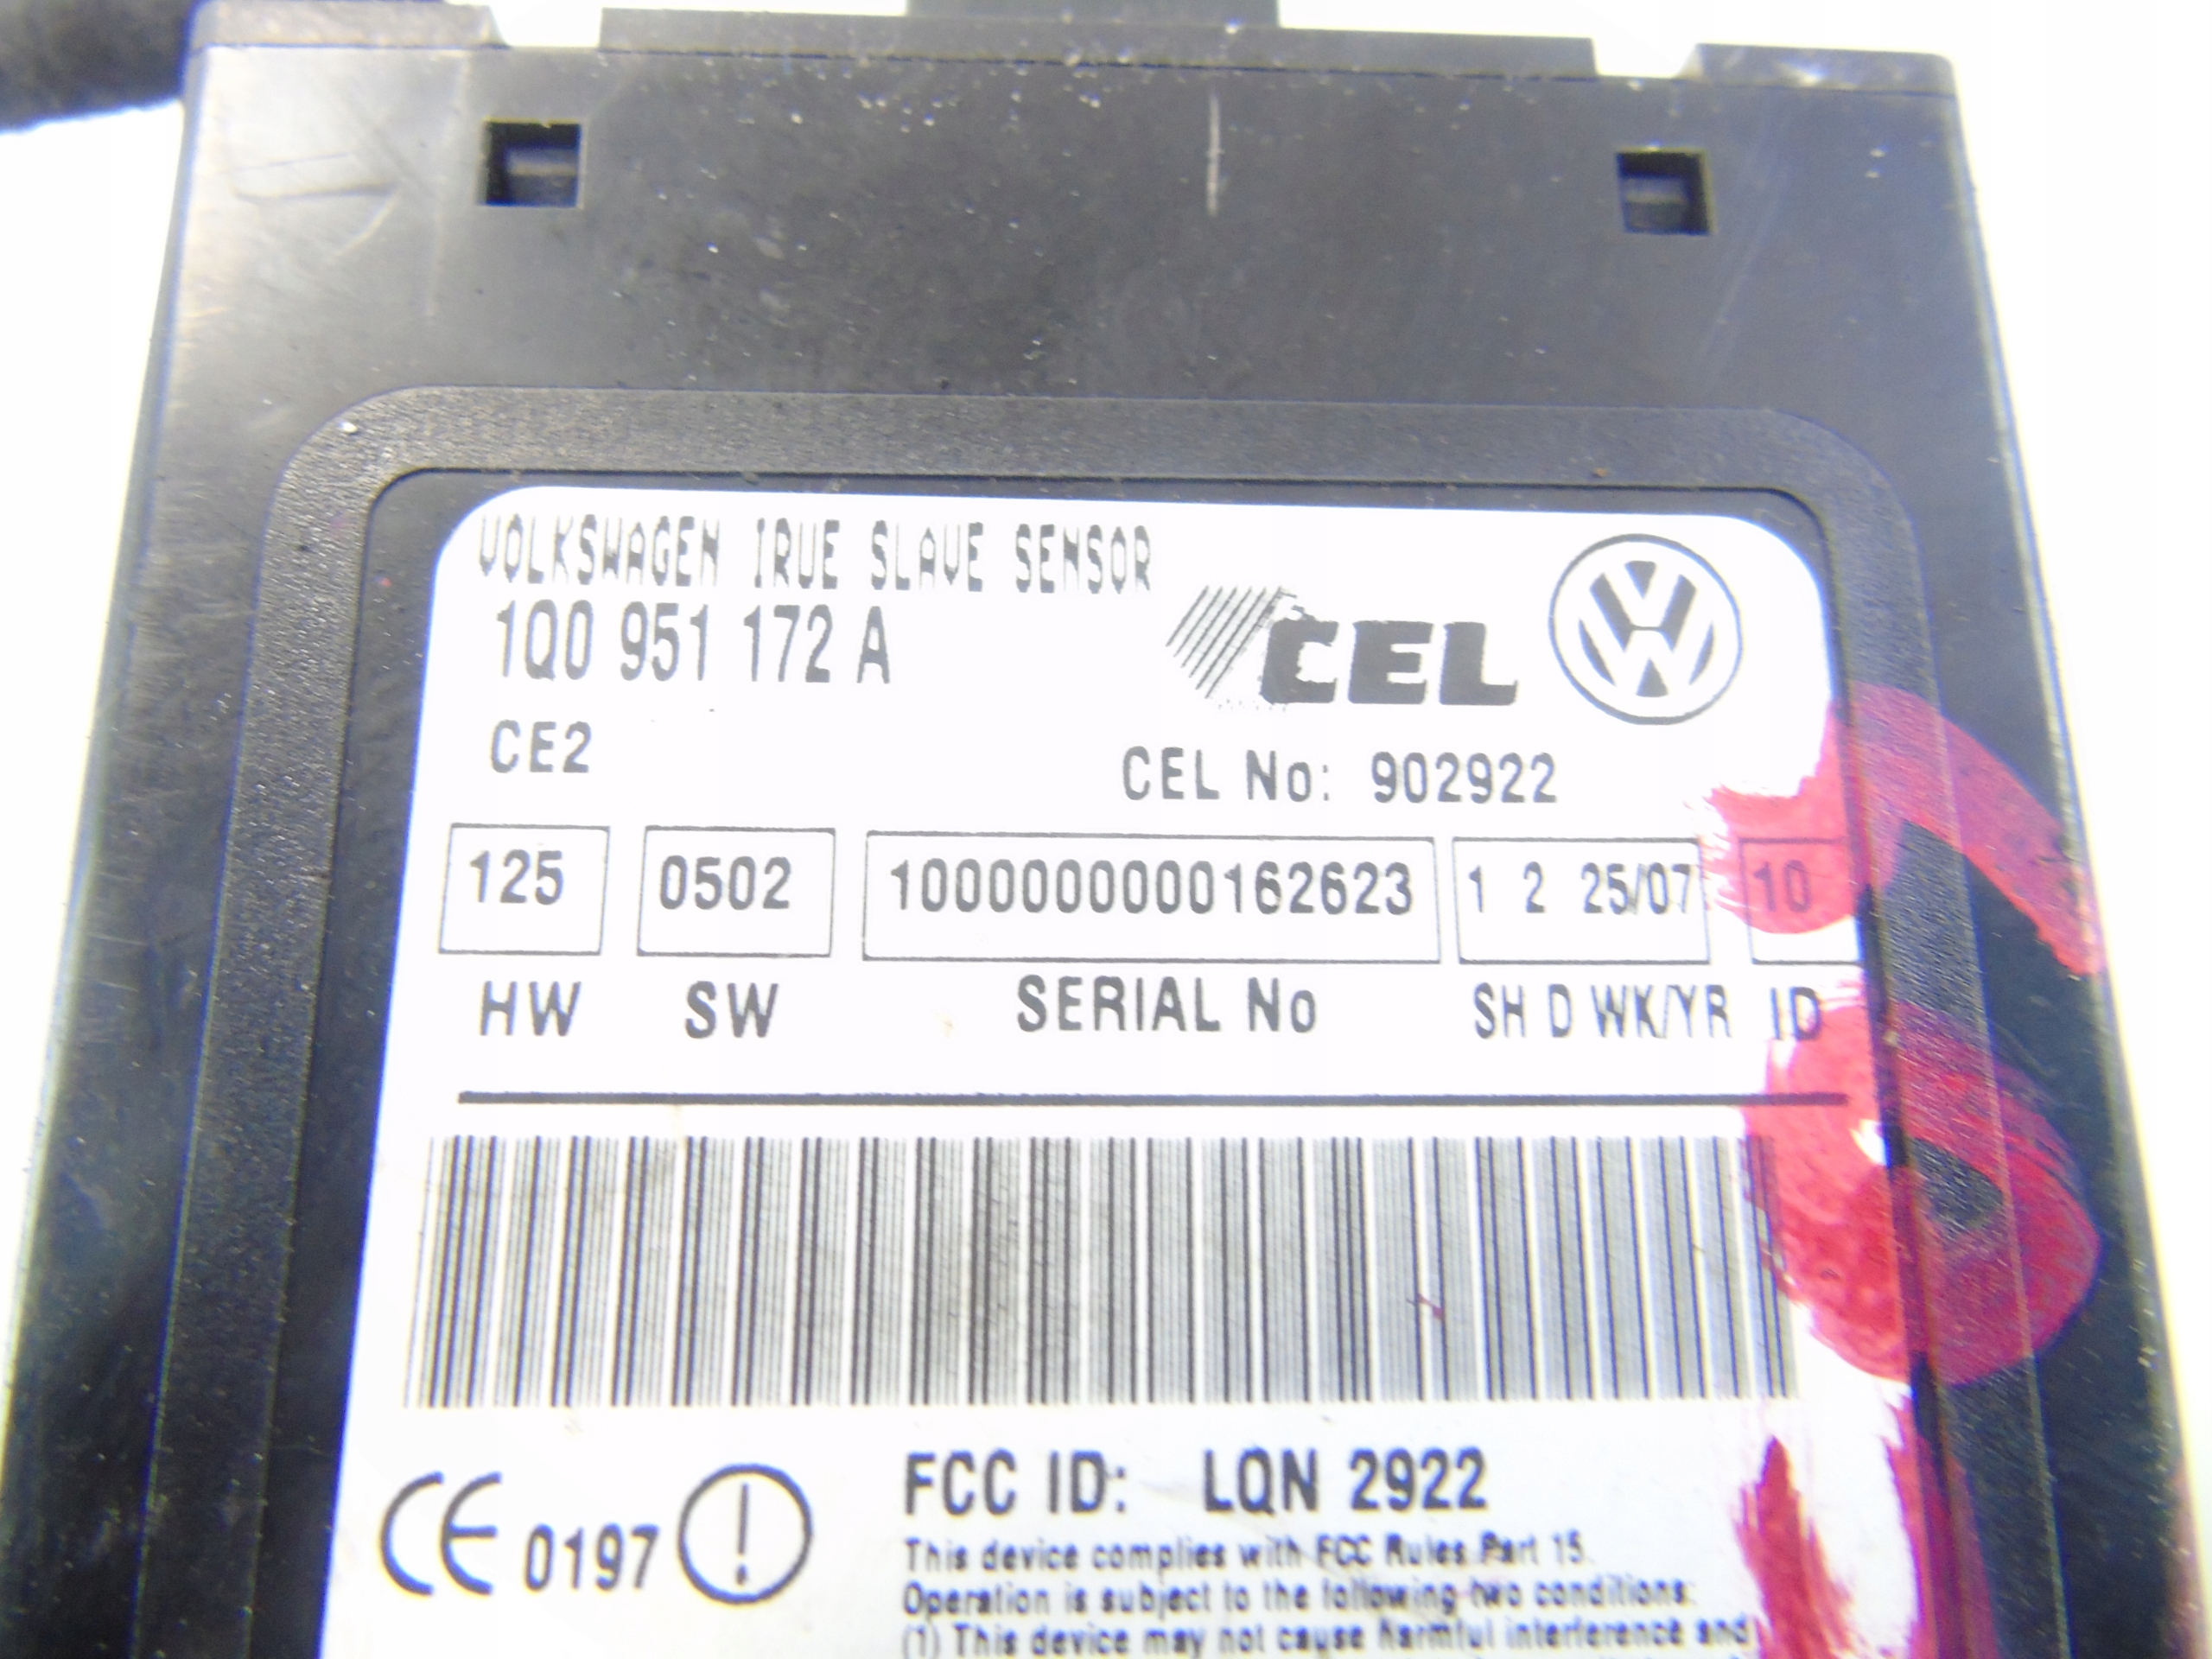 VOLKSWAGEN IRUE SLAVE SENSOR
1Q0 951 172 A
CEL
CE2
CEL No: 902922
125 0502 1000000000162623 1 2 25/07 10
HW SW SERIAL No SH D WK/YR ID
CE 0197
FCC ID: LQN 2922
This device complies with FCC Rules Part 15.
Operation is subject to the following two conditions:
(1) This device may not cause harmful interference and